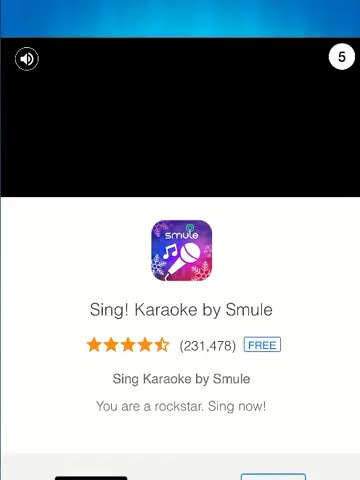 5
smule
Sing! Karaoke by Smule
(231,478) FREE
Sing Karaoke by Smule
You are a rockstar. Sing now!